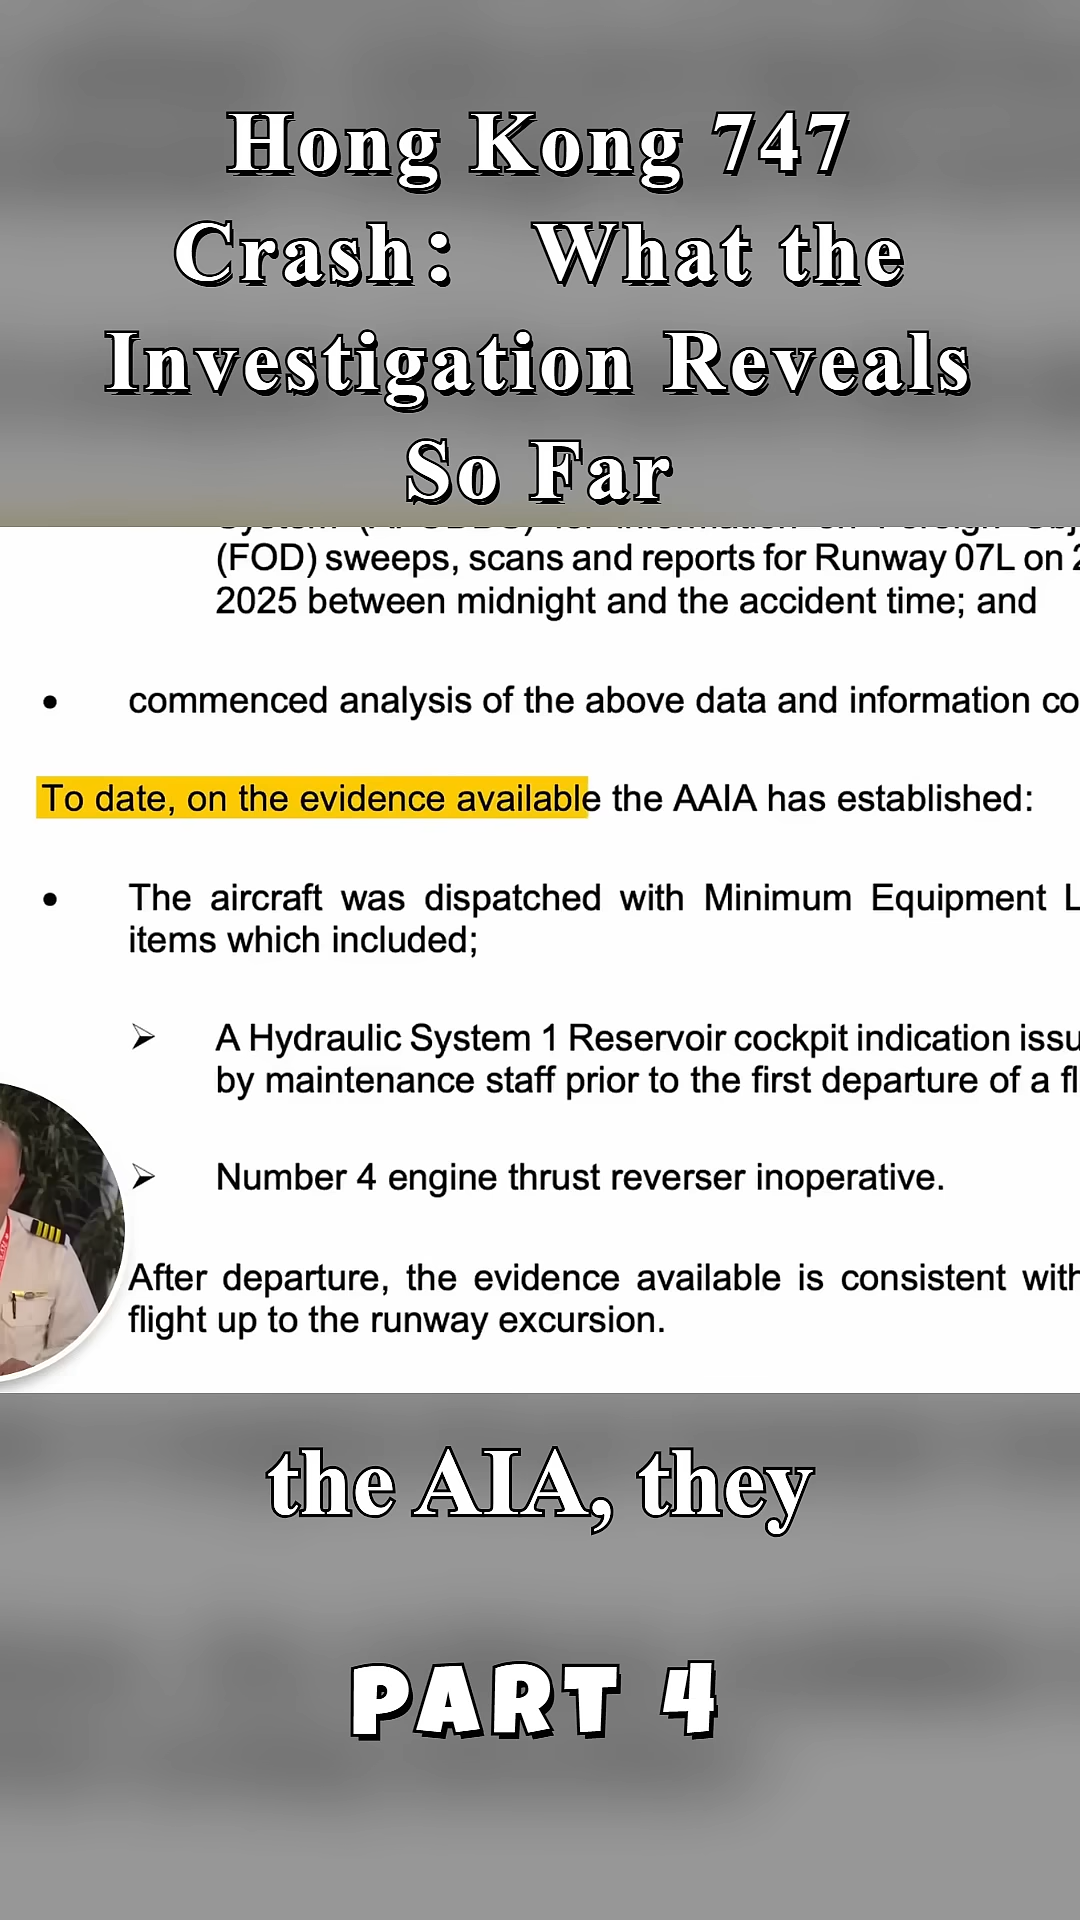 Hong Kong 747
Crash: What the
Investigation Reveals
So Far
(FOD) sweeps, scans and reports for Runway 07L on
2025 between midnight and the accident time; and
• commenced analysis of the above data and information
To date, on the evidence available the AAIA has established:
• The aircraft was dispatched with Minimum Equipment
items which included;
➢ A Hydraulic System 1 Reservoir cockpit indication
by maintenance staff prior to the first departure of a
➢ Number 4 engine thrust reverser inoperative.
After departure, the evidence available is consistent with
flight up to the runway excursion.
the AIA, they
PART 4